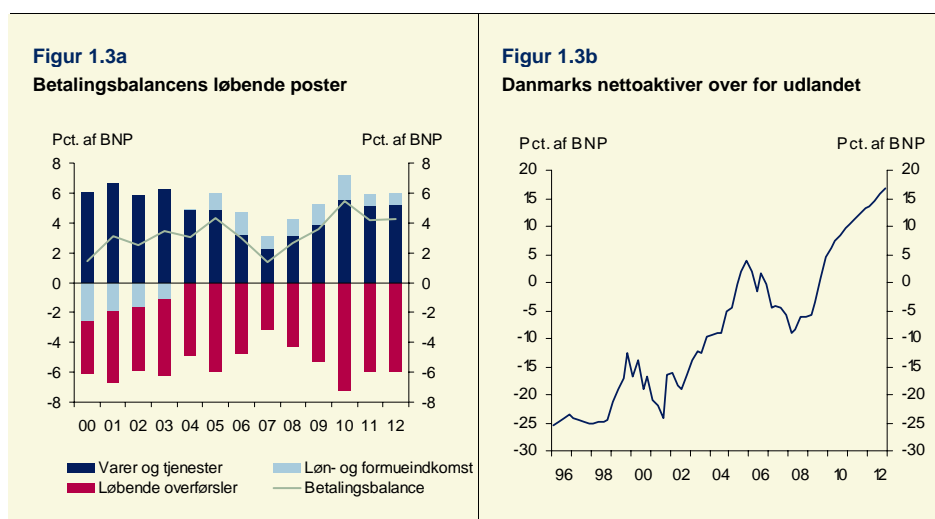 Figur 1.3a
Betalingsbalancens løbende poster
Pct. af BNP Pct. af BNP
8 8
6 6
4 4
2 2
0 0
-2 -2
-4 -4
-6 -6
-8 -8
00 01 02 03 04 05 06 07 08 09 10 11 12
Varer og tjenester Løn- og formueindkomst
Løbende overførsler Betalingsbalance
Figur 1.3b
Danmarks nettoaktiver over for udlandet
Pct. af BNP Pct. af BNP
20 20
15 15
10 10
5 5
0 0
-5 -5
-10 -10
-15 -15
-20 -20
-25 -25
-30 -30
96 98 00 02 04 06 08 10 12